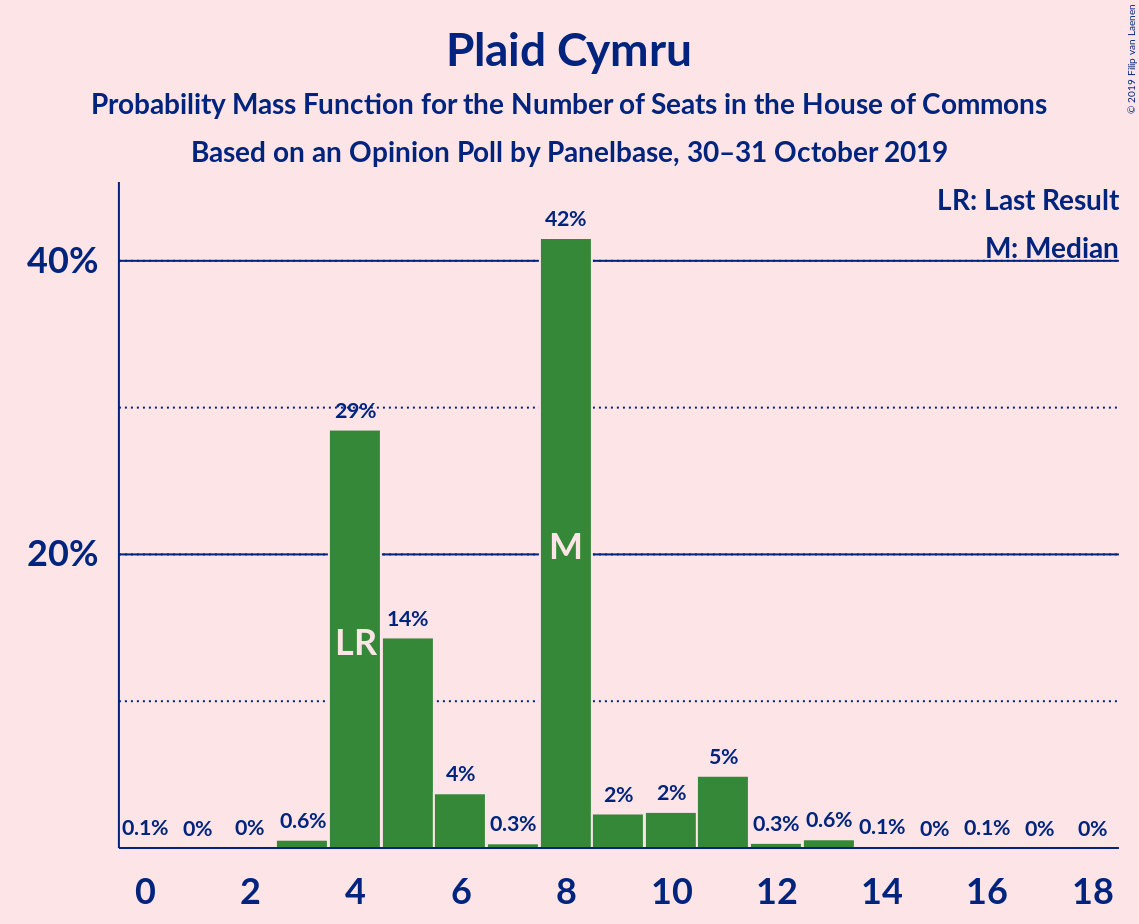 Plaid Cymru
Probability Mass Function for the Number of Seats in the House of Commons
Based on an Opinion Poll by Panelbase, 30–31 October 2019
© 2019 Filip van Laenen
LR: Last Result
M: Median
40%
20%
0.1% 0% 0% 0.6% 29% 14% 4% 0.3% 42% 2% 2% 5% 0.3% 0.6% 0.1% 0% 0.1% 0% 0%
LR
M
0 2 4 6 8 10 12 14 16 18